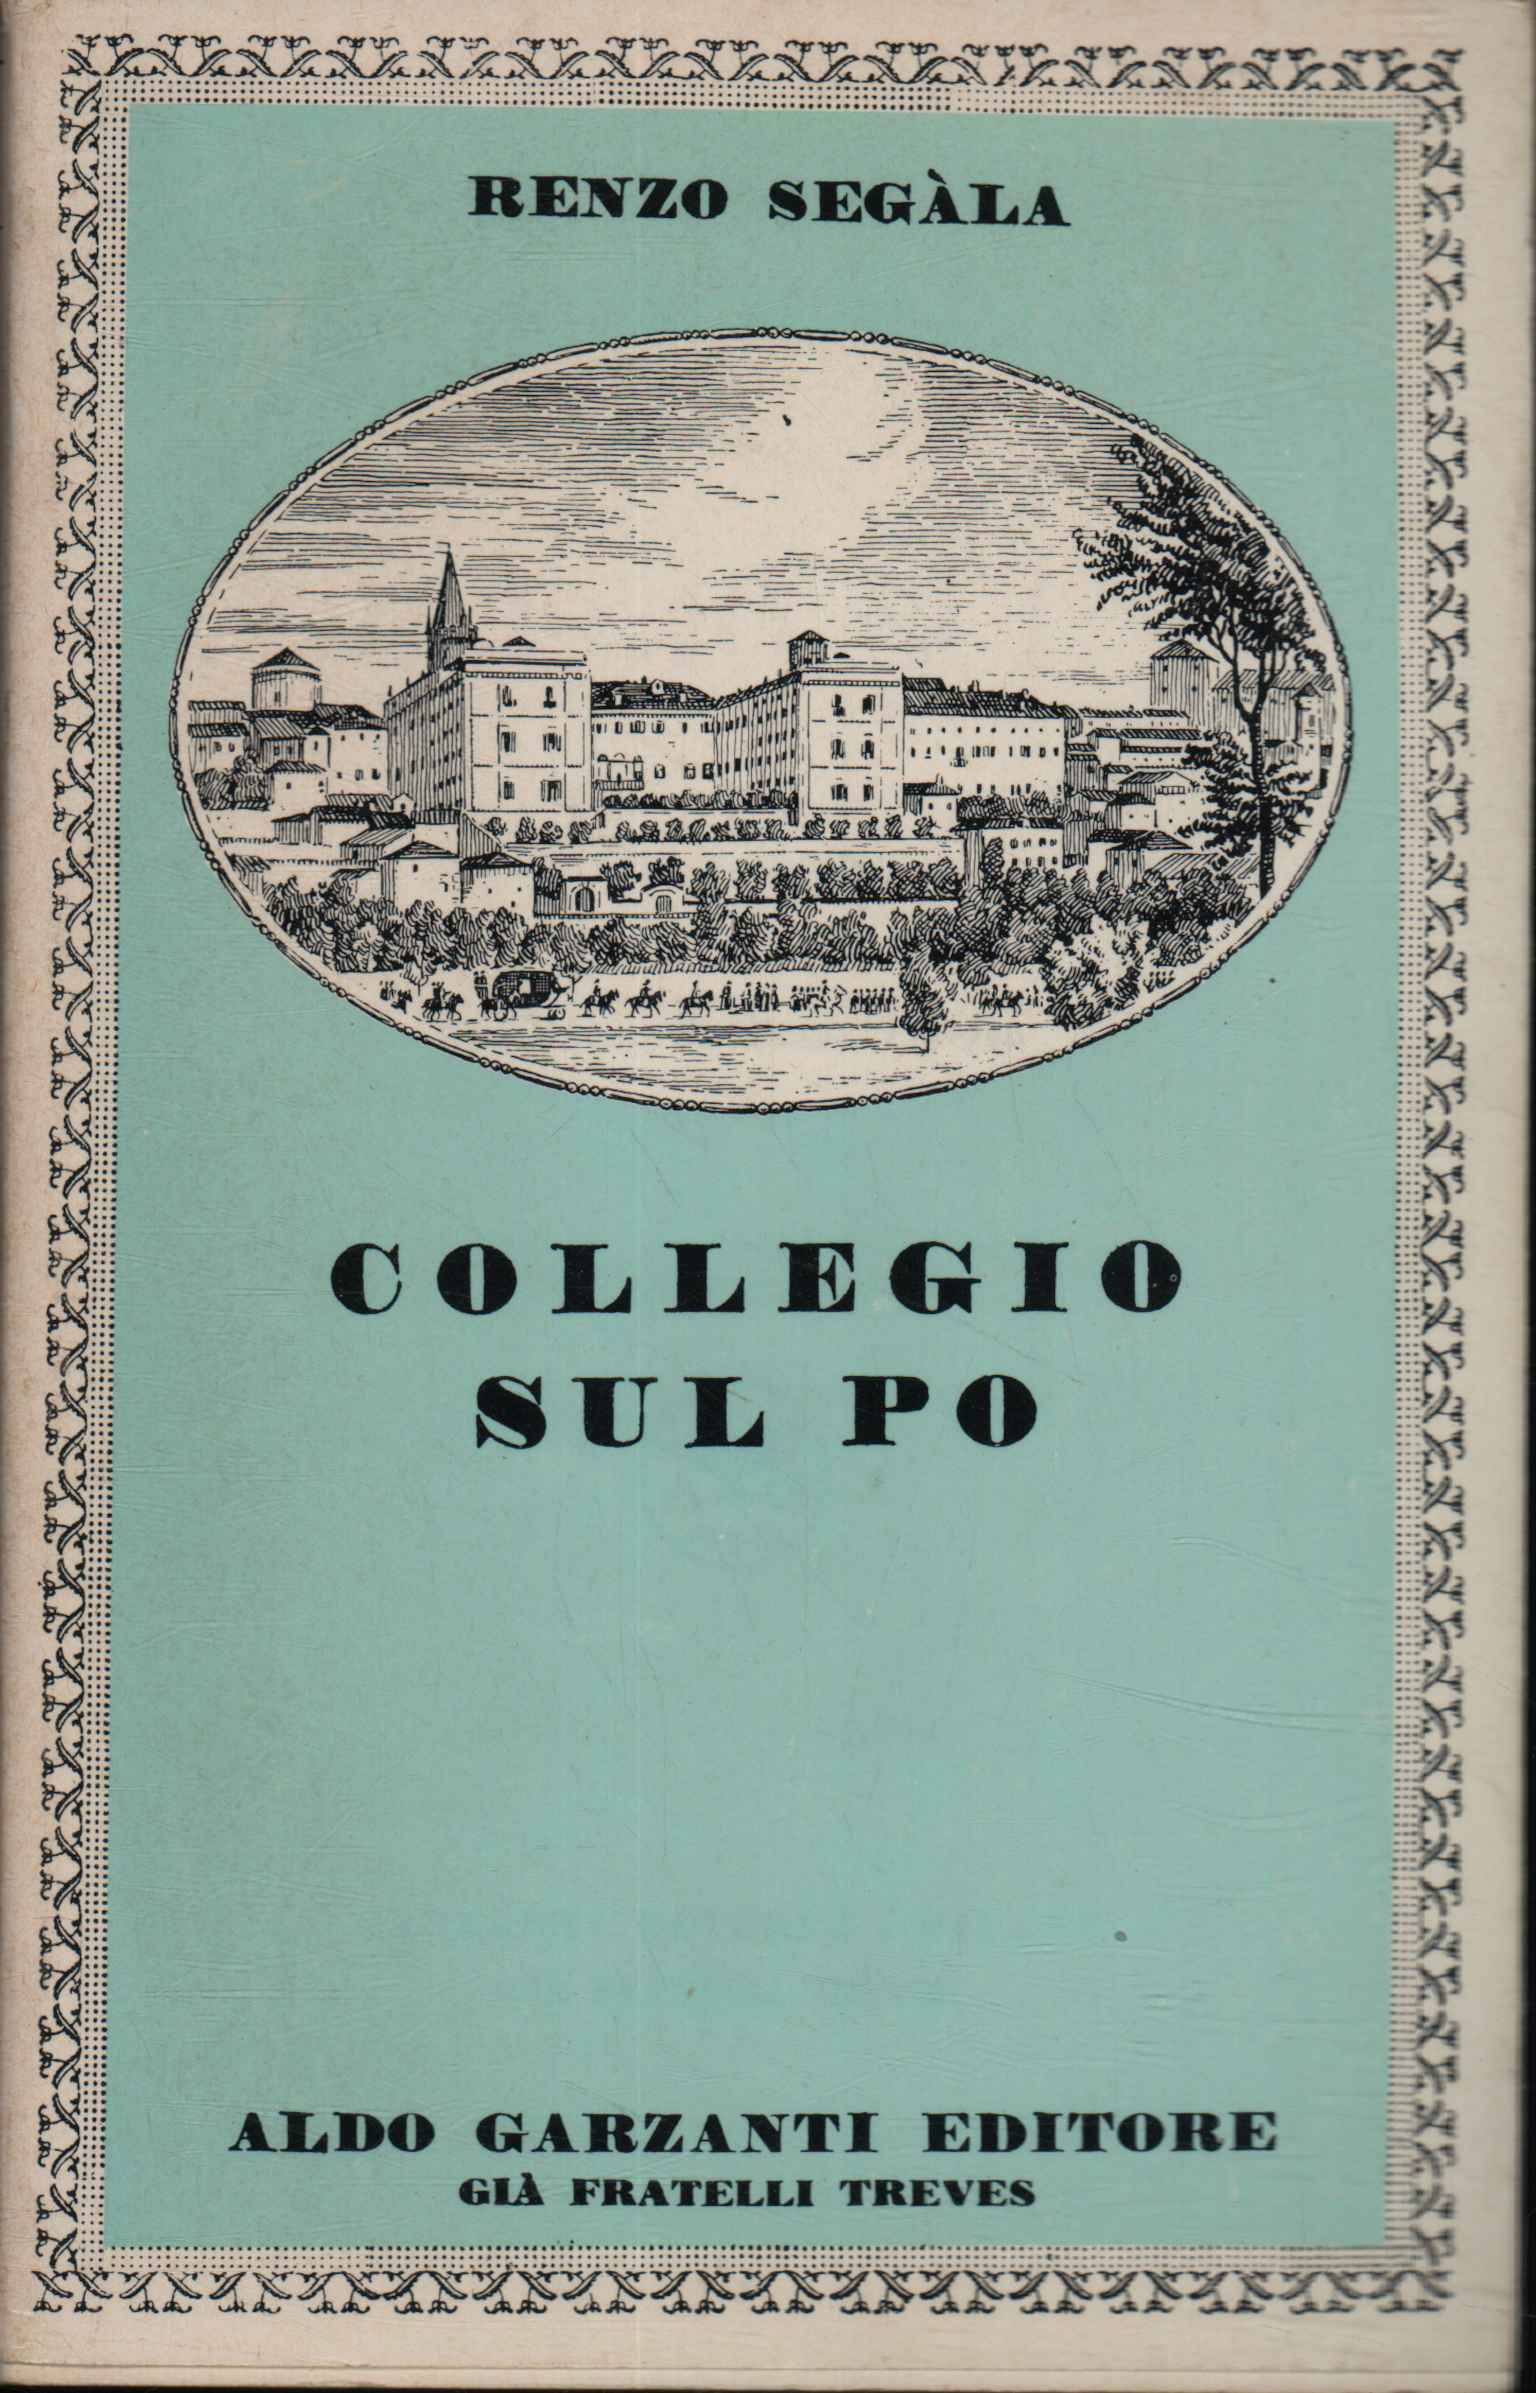 RENZO SEGÀLA
COLLEGIO
SUL PO
ALDO GARZANTI EDITORE
GIÀ FRATELLI TREVES